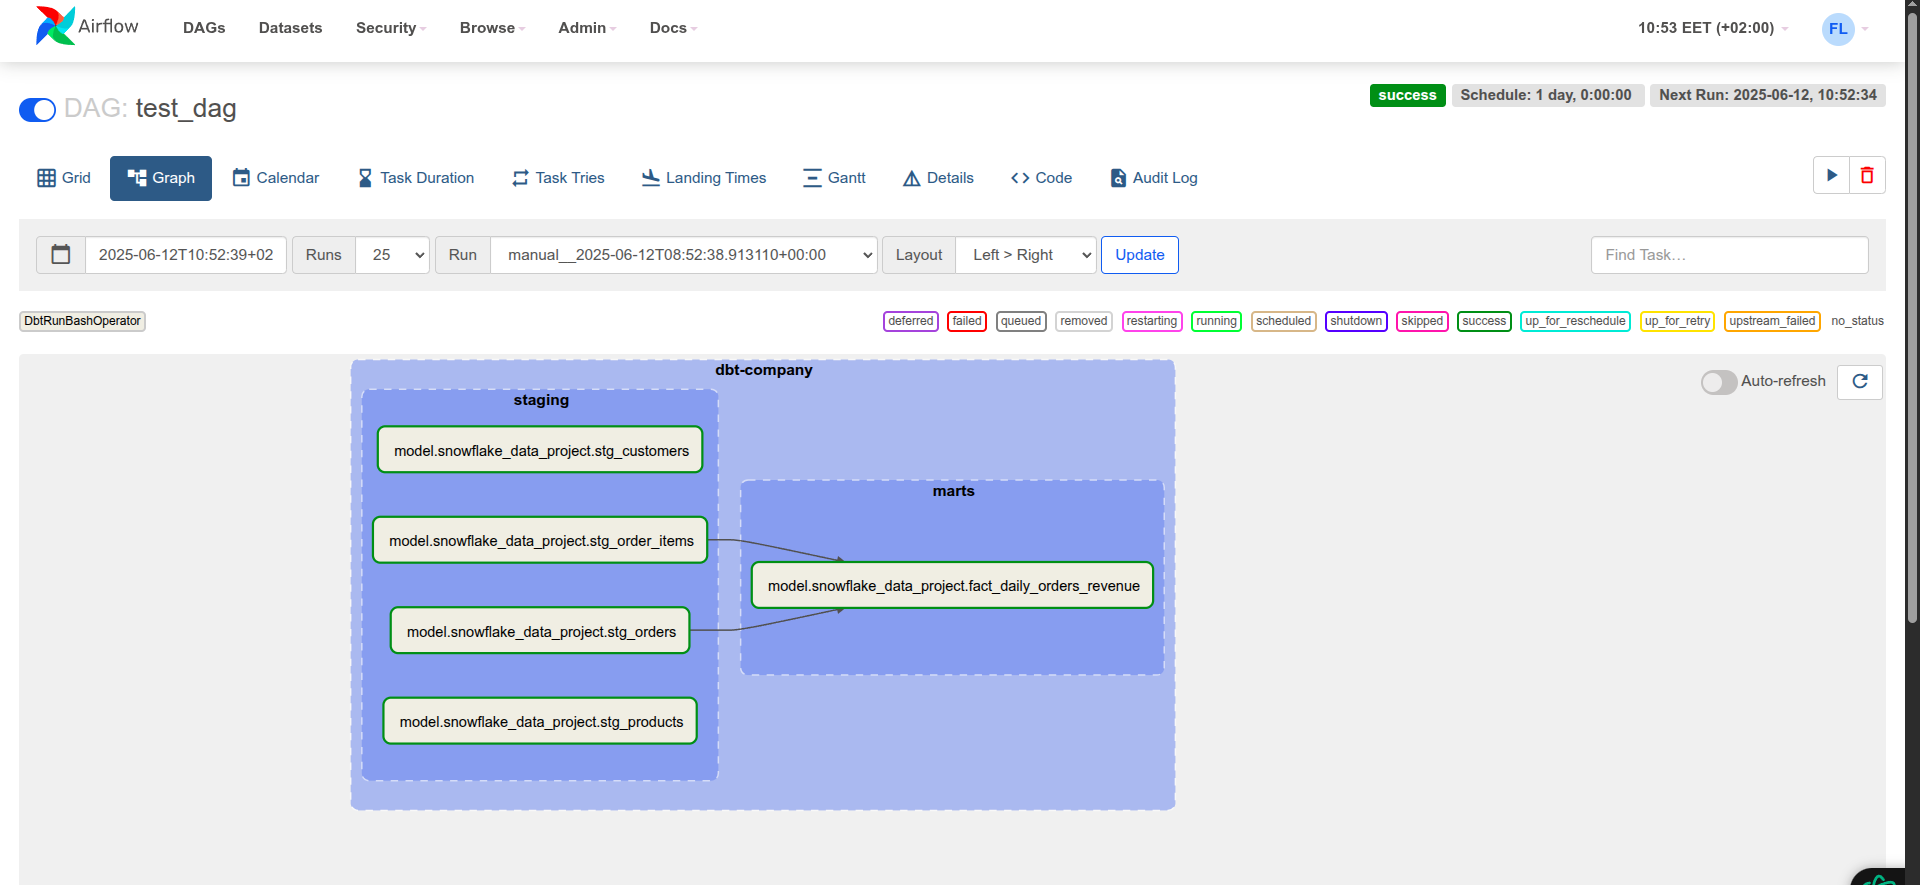 Airflow DAGs Datasets Security Browse Admin Docs 10:53 EET (+02:00) FL
DAG: test_dag
success Schedule: 1 day, 0:00:00 Next Run: 2025-06-12, 10:52:34
Grid Graph Calendar Task Duration Task Tries Landing Times Gantt Details Code Audit Log
2025-06-12T10:52:39+02 Runs 25 Run manual__2025-06-12T08:52:38.913110+00:00 Layout Left > Right Update Find Task…
DbtRunBashOperator deferred failed queued removed restarting running scheduled shutdown skipped success up_for_reschedule up_for_retry upstream_failed no_status
dbt-company
Auto-refresh
staging
model.snowflake_data_project.stg_customers
model.snowflake_data_project.stg_order_items
model.snowflake_data_project.stg_orders
model.snowflake_data_project.stg_products
marts
model.snowflake_data_project.fact_daily_orders_revenue